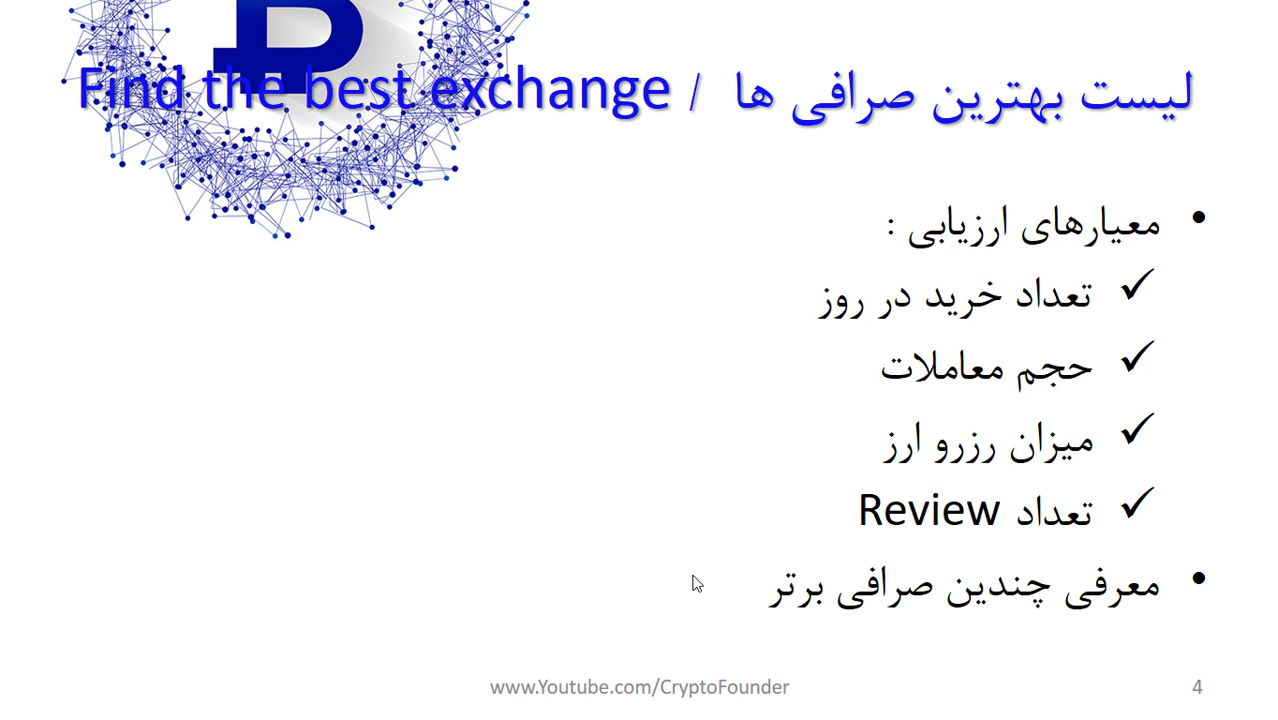 لیست بهترین صرافی ها / Find the best exchange
• معیارهای ارزیابی :
✓ تعداد خرید در روز
✓ حجم معاملات
✓ میزان رزرو ارز
✓ تعداد Review
• معرفی چندین صرافی برتر
www.Youtube.com/CryptoFounder
4